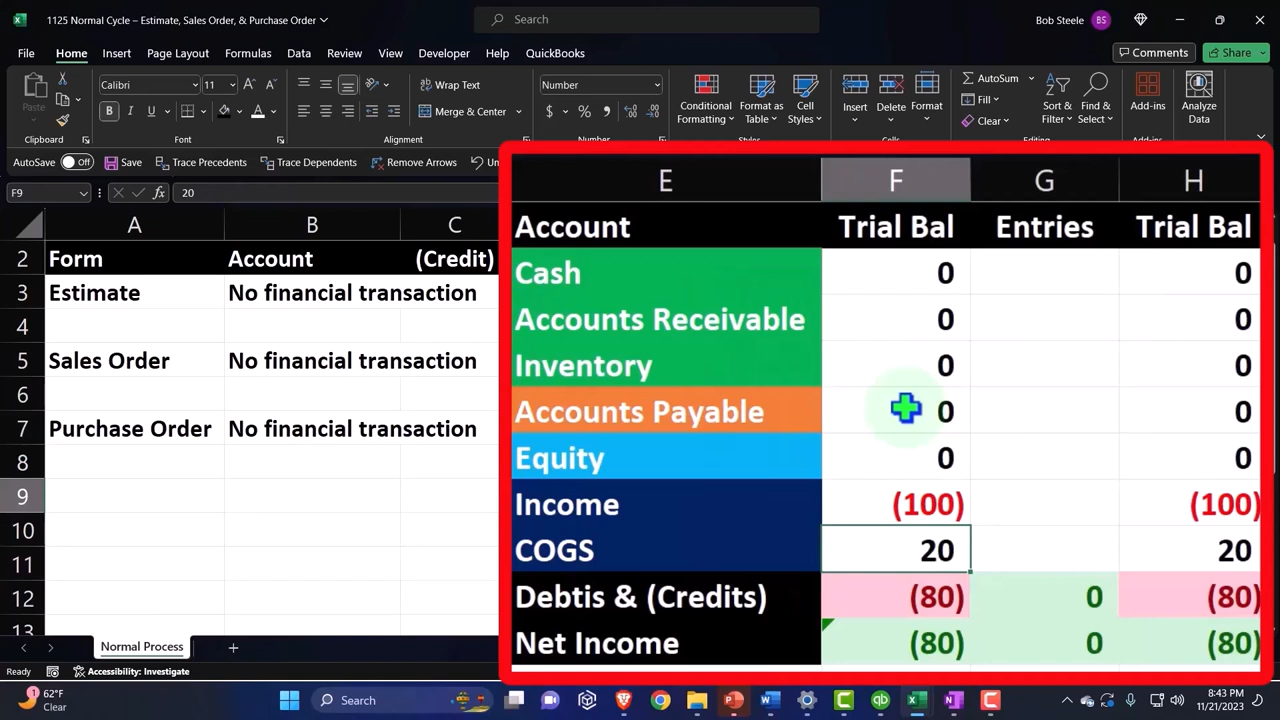 1125 Normal Cycle – Estimate, Sales Order, & Purchase Order
Search
Bob Steele
BS
File
Home
Insert
Page Layout
Formulas
Data
Review
View
Developer
Help
QuickBooks
Comments
Share
Paste
Clipboard
Calibri
11
Font
Wrap Text
Merge & Center
Alignment
Number
Number
Conditional
Formatting
Format as
Table
Cell
Styles
Styles
Insert
Delete
Format
AutoSum
Fill
Clear
Sort &
Filter
Find &
Select
Add-ins
Add-ins
Analyze
Data
AutoSave
Off
Save
Trace Precedents
Trace Dependents
Remove Arrows
F9
fx
20
A B C
2 Form Account (Credit)
3 Estimate No financial transaction
4
5 Sales Order No financial transaction
6
7 Purchase Order No financial transaction
8
9
10
11
12
13
E F G H
Account Trial Bal Entries Trial Bal
Cash 0 0
Accounts Receivable 0 0
Inventory 0 0
Accounts Payable 0 0
Equity 0 0
Income (100) (100)
COGS 20 20
Debtis & (Credits) (80) 0 (80)
Net Income (80) 0 (80)
Normal Process
Ready
Accessibility: Investigate
100%
62°F
Clear
Search
8:43 PM
11/21/2023